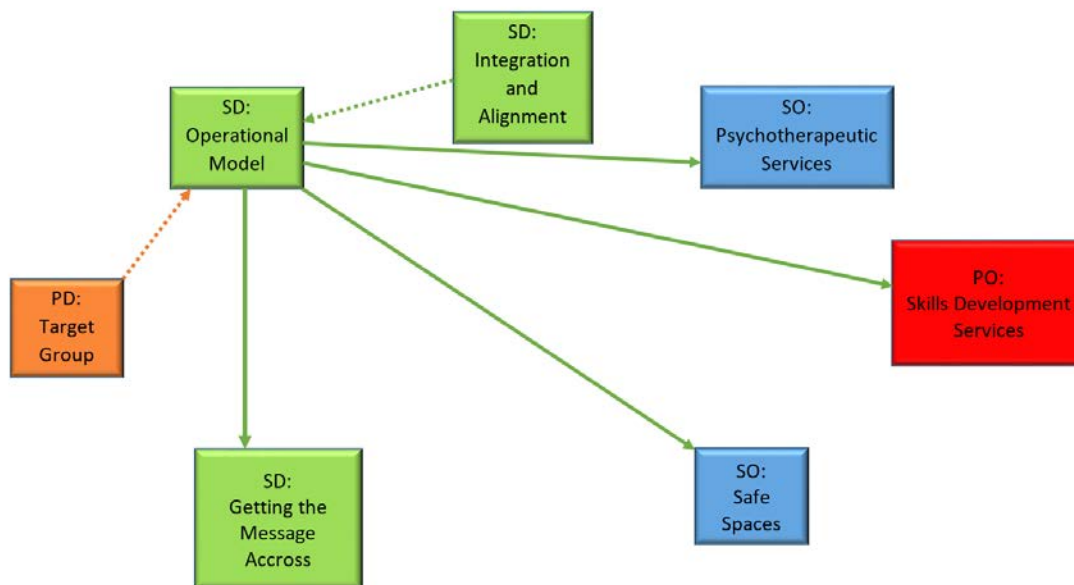 SD:
Integration
and
Alignment
SD:
Operational
Model
SO:
Psychotherapeutic
Services
PO:
Skills Development
Services
PD:
Target
Group
SD:
Getting the
Message
Accross
SO:
Safe
Spaces